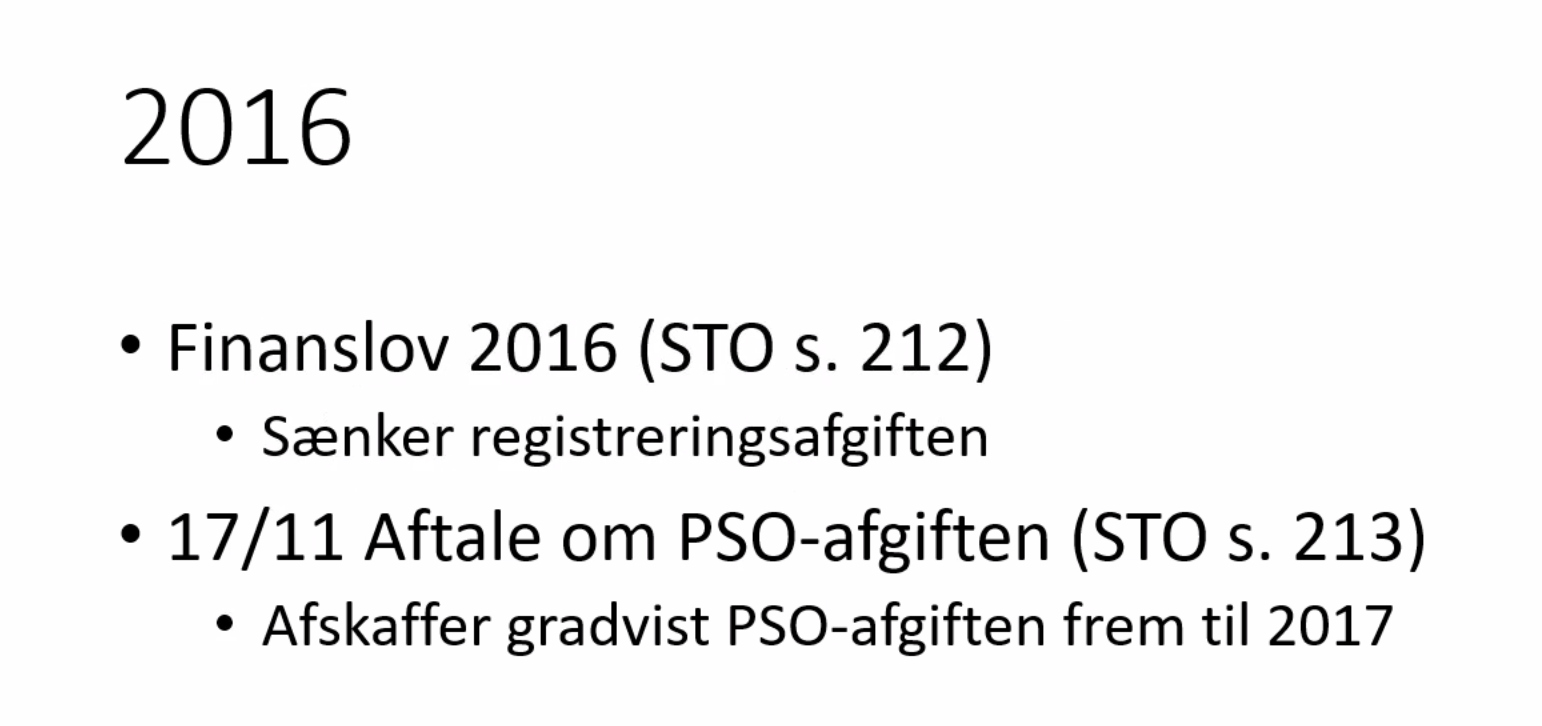 2016
• Finanslov 2016 (STO s. 212)
• Sænker registreringsafgiften
• 17/11 Aftale om PSO-afgiften (STO s. 213)
• Afskaffer gradvist PSO-afgiften frem til 2017